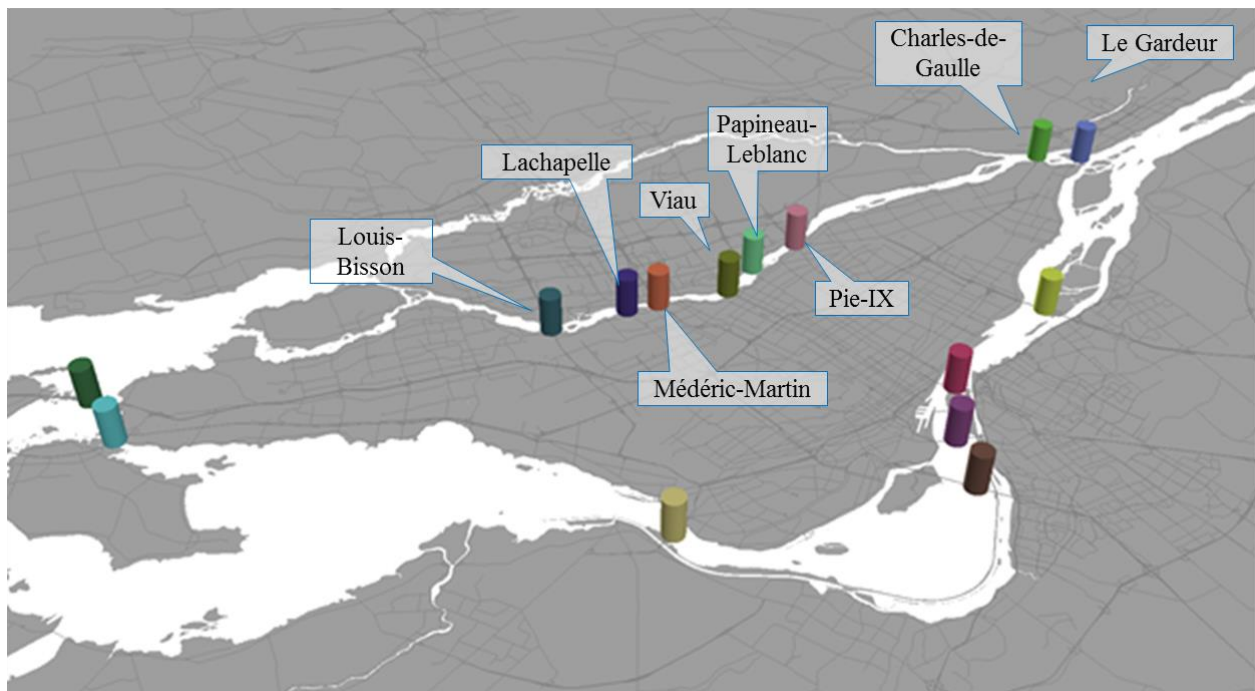 Charles-de-
Gaulle
Le Gardeur
Papineau-
Leblanc
Lachapelle
Viau
Louis-
Bisson
Pie-IX
Médéric-Martin